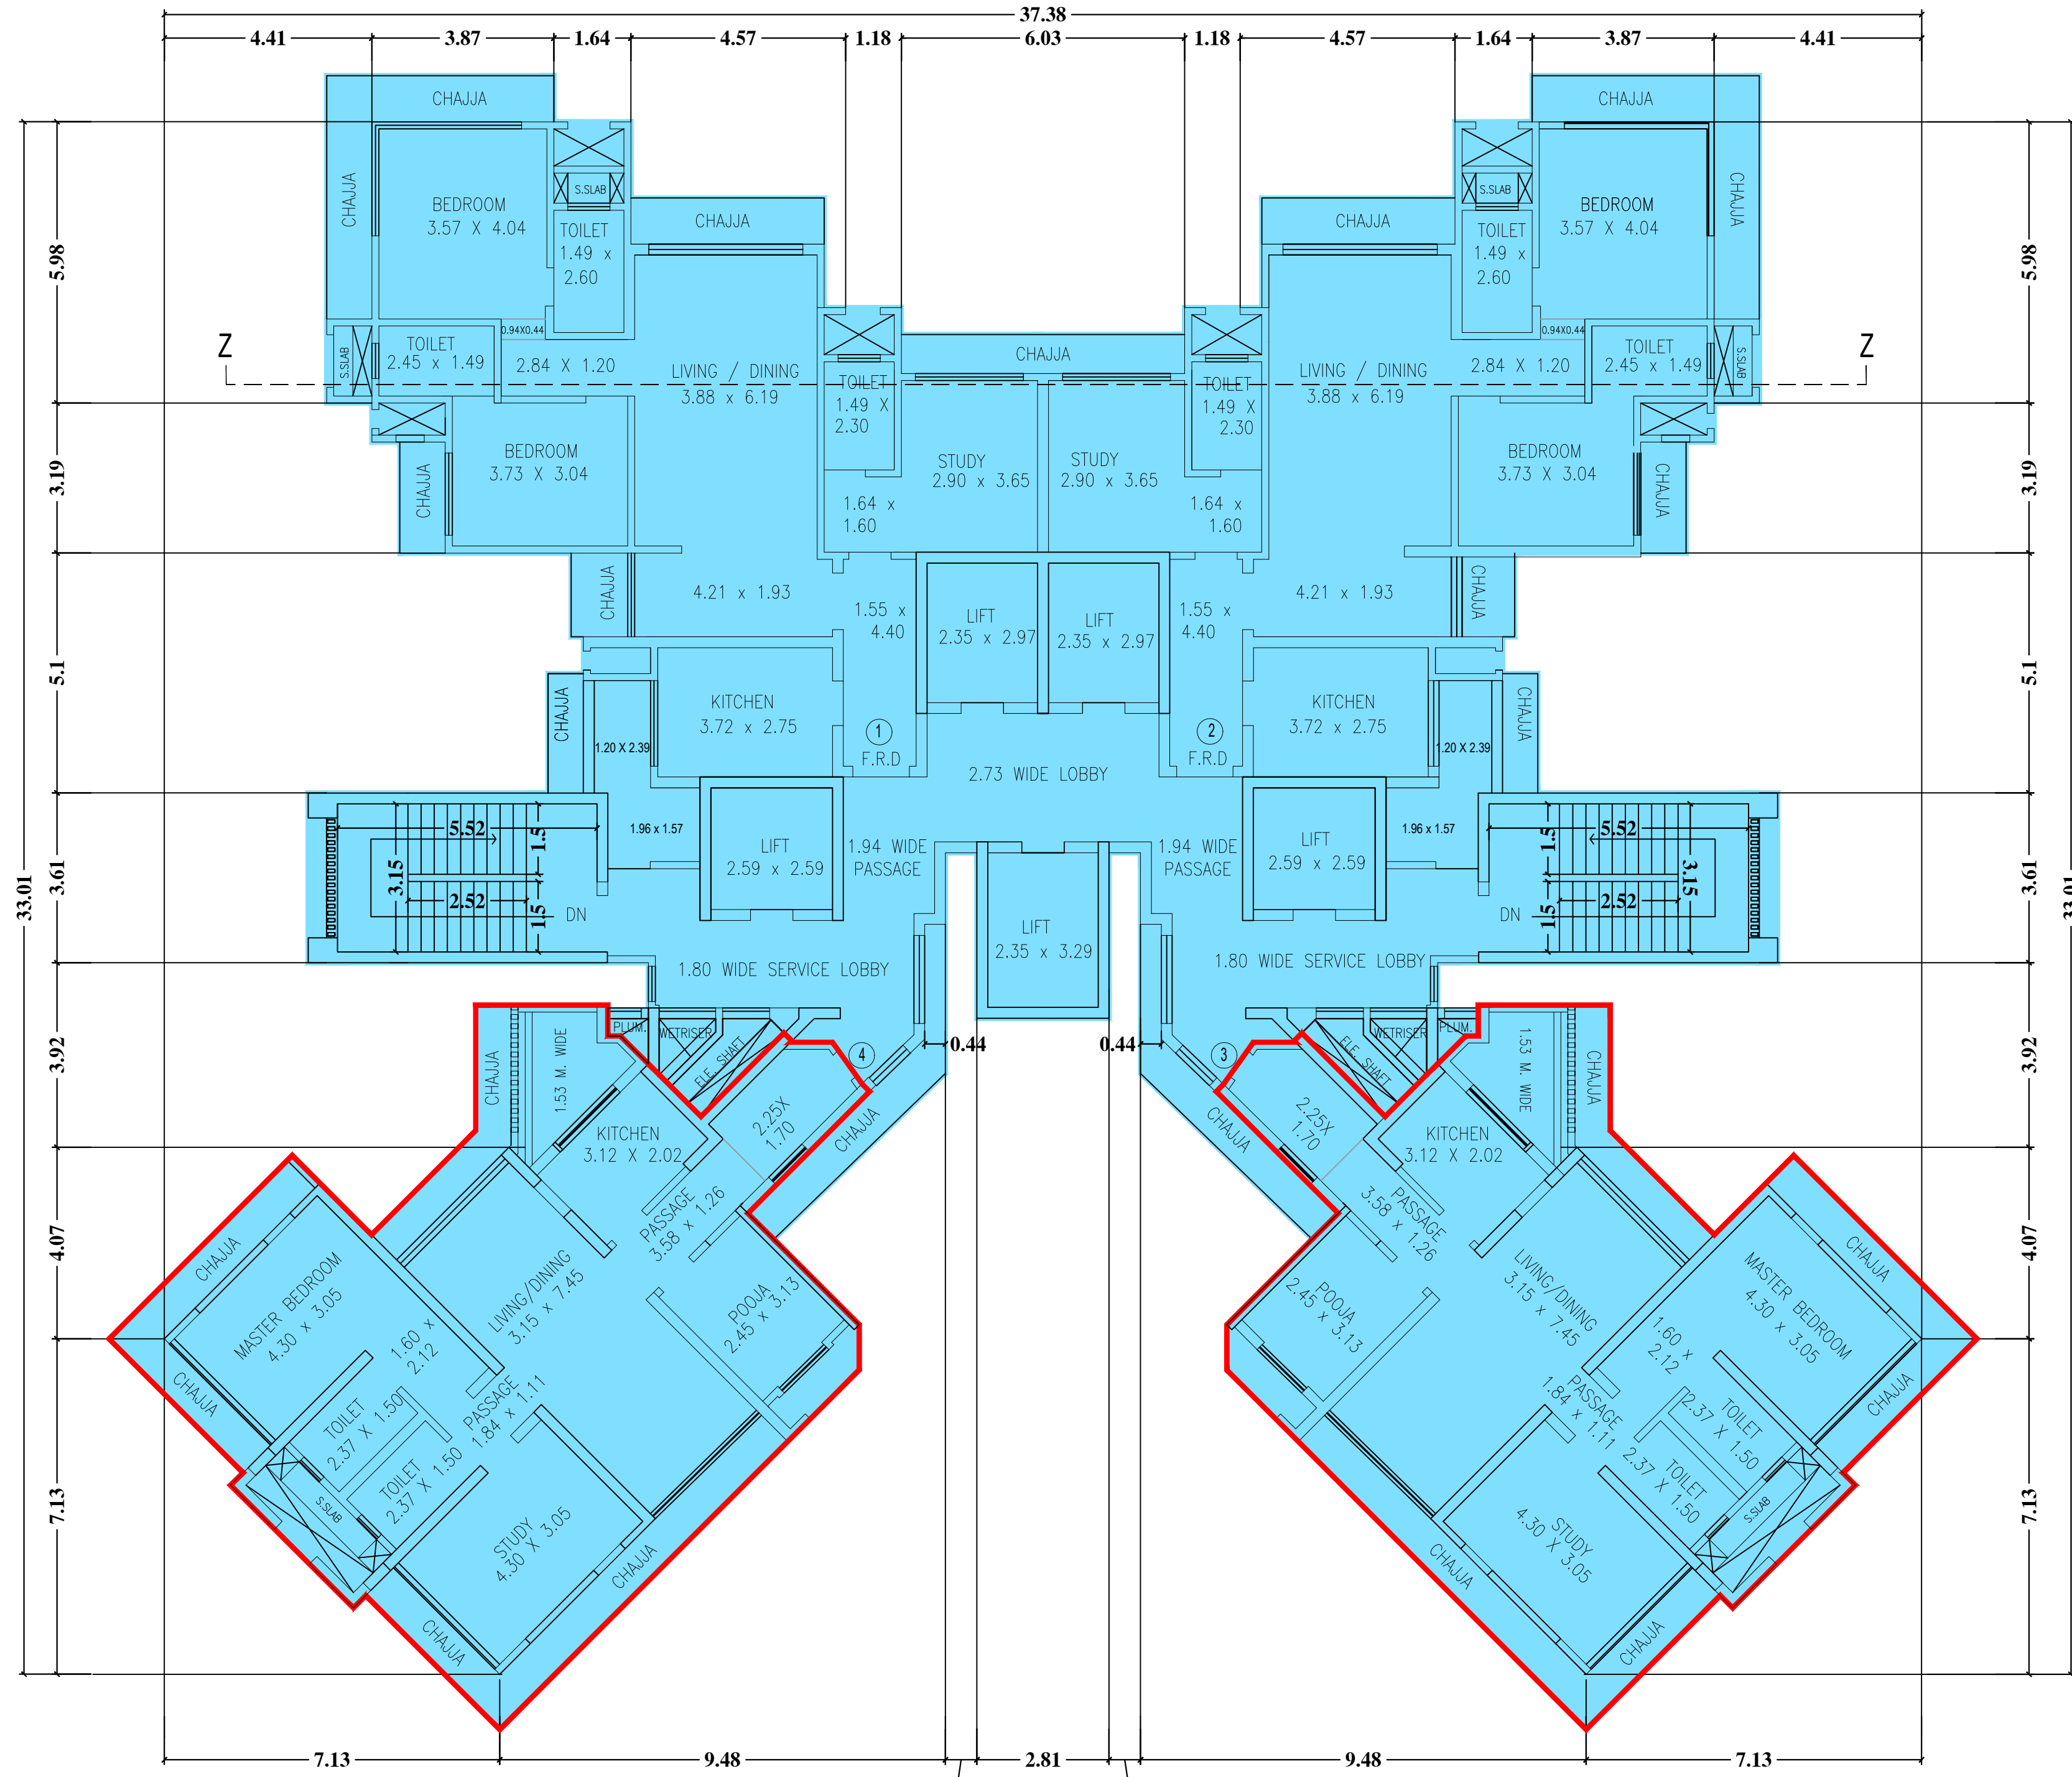 37.38
4.41 3.87 1.64 4.57 1.18 6.03 1.18 4.57 1.64 3.87 4.41
CHAJJA CHAJJA
CHAJJA CHAJJA
S.SLAB S.SLAB
BEDROOM
3.57 X 4.04
BEDROOM
3.57 X 4.04
CHAJJA CHAJJA
TOILET
1.49 x
2.60
TOILET
1.49 x
2.60
5.98 5.98
0.94X0.44 0.94X0.44
Z Z
S.SLAB S.SLAB
TOILET
2.45 x 1.49
TOILET
2.45 x 1.49
2.84 X 1.20 2.84 X 1.20
LIVING / DINING
3.88 x 6.19
LIVING / DINING
3.88 x 6.19
CHAJJA
TOILET
1.49 X
2.30
TOILET
1.49 X
2.30
BEDROOM
3.73 X 3.04
BEDROOM
3.73 X 3.04
STUDY
2.90 x 3.65
STUDY
2.90 x 3.65
3.19 3.19
CHAJJA CHAJJA
1.64 x
1.60
1.64 x
1.60
CHAJJA CHAJJA
4.21 x 1.93 4.21 x 1.93
1.55 x
4.40
1.55 x
4.40
LIFT
2.35 x 2.97
LIFT
2.35 x 2.97
5.1 5.1
CHAJJA CHAJJA
KITCHEN
3.72 x 2.75
KITCHEN
3.72 x 2.75
1 2
F.R.D F.R.D
1.20 X 2.39 1.20 X 2.39
2.73 WIDE LOBBY
33.01 33.01
3.61 3.61
5.52 5.52
3.15 3.15
1.5 1.5
2.52 2.52
1.5 1.5
DN DN
1.96 x 1.57 1.96 x 1.57
LIFT
2.59 x 2.59
LIFT
2.59 x 2.59
1.94 WIDE
PASSAGE
1.94 WIDE
PASSAGE
LIFT
2.35 x 3.29
1.80 WIDE SERVICE LOBBY 1.80 WIDE SERVICE LOBBY
3.92 3.92
PLUM. WETRISER WETRISER PLUM.
ELE. SHAFT ELE. SHAFT
0.44 0.44
4 3
CHAJJA CHAJJA
1.53 M. WIDE 1.53 M. WIDE
2.25X
1.70
2.25X
1.70
CHAJJA CHAJJA
KITCHEN
3.12 X 2.02
KITCHEN
3.12 X 2.02
4.07 4.07
PASSAGE
3.58 x 1.26
PASSAGE
3.58 x 1.26
CHAJJA CHAJJA
MASTER BEDROOM
4.30 x 3.05
MASTER BEDROOM
4.30 X 3.05
LIVING/DINING
3.15 x 7.45
LIVING/DINING
3.15 x 7.45
POOJA
2.45 x 3.13
POOJA
2.45 x 3.13
1.60 x
2.12
1.60 x
2.12
CHAJJA CHAJJA
TOILET
2.37 X 1.50
TOILET
2.37 X 1.50
PASSAGE
1.84 x 1.11
PASSAGE
1.84 x 1.11
TOILET
2.37 X 1.50
TOILET
2.37 X 1.50
S.SLAB S.SLAB
7.13 7.13
STUDY
4.30 X 3.05
STUDY
4.30 X 3.05
CHAJJA CHAJJA
CHAJJA CHAJJA
7.13 9.48 2.81 9.48 7.13